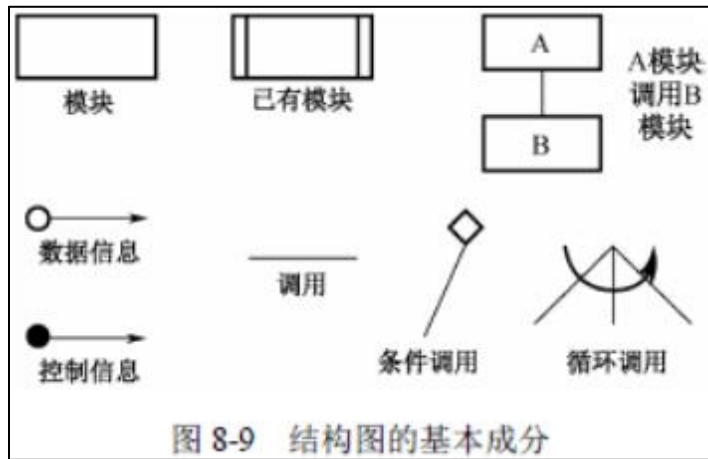 模块
已有模块
A
B
A模块
调用B
模块
数据信息
调用
控制信息
条件调用
循环调用
图 8-9 结构图的基本成分